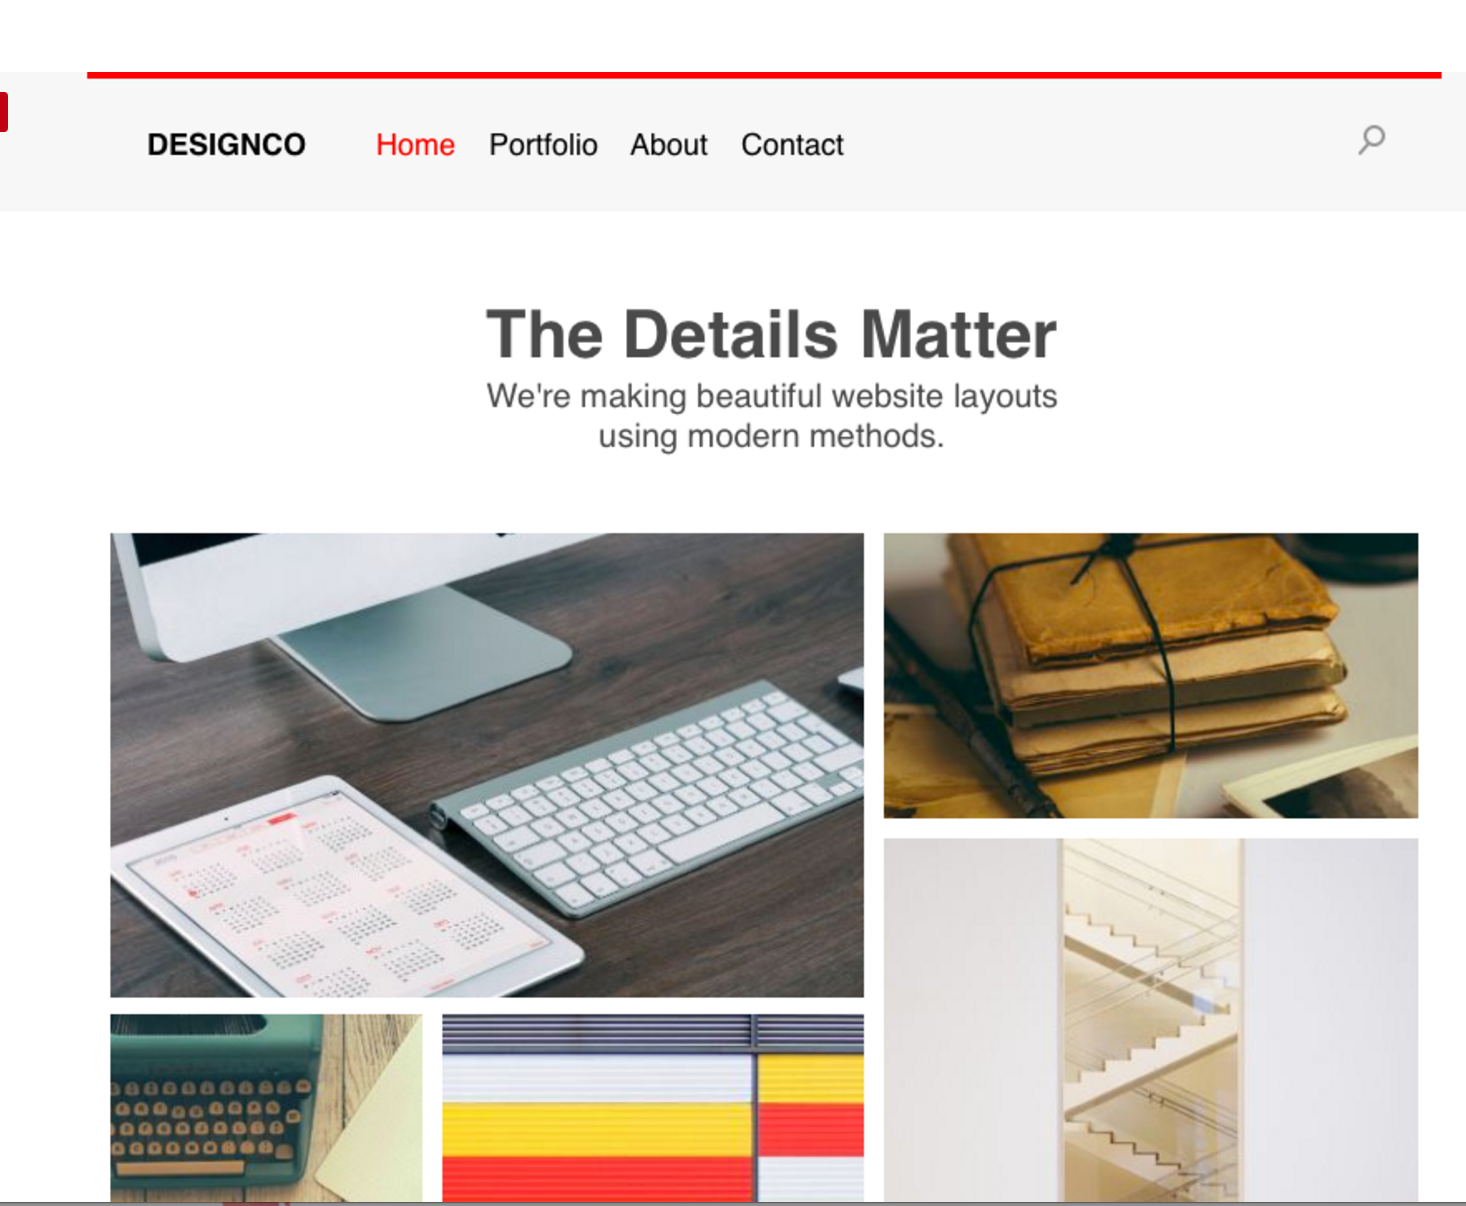 DESIGNCO Home Portfolio About Contact
The Details Matter
We're making beautiful website layouts
using modern methods.